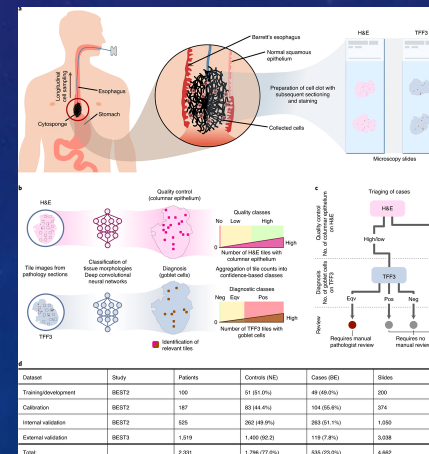 a
Barrett's esophagus
Normal squamous
epithelium
H&E
TFF3
Longitudinal
cell sampling
Esophagus
Stomach
Cytosponge
Preparation of cell clot with
subsequent sectioning
and staining
Collected cells
Microscopy slides
b
H&E
Quality control
(columnar epithelium)
Quality classes
No Low High
0
High
Number of H&E tiles with
columnar epithelium
Tile images from
pathology sections
Classification of
tissue morphologies
Deep convolutional
neural networks
Diagnosis
(goblet cells)
Aggregation of tile counts into
confidence-based classes
Diagnostic classes
Neg Eqv Pos
0
High
Number of TFF3 tiles with
goblet cells
TFF3
Identification of
relevant tiles
c
Triaging of cases
Quality control
No. of columnar epithelium
on H&E
H&E
High/low
Diagnosis
No. of goblet cells
on TFF3
TFF3
Eqv Pos Neg
Review
Requires manual
pathologist review
Requires no
manual review
d
Dataset Study Patients Controls (NE) Cases (BE) Slides
Training/development BEST2 100 51 (51.0%) 49 (49.0%) 200
Calibration BEST2 187 83 (44.4%) 104 (55.6%) 374
Internal validation BEST2 525 262 (49.9%) 263 (51.1%) 1,050
External validation BEST3 1,519 1,400 (92.2) 119 (7.8%) 3,038
Total: 2,331 1,796 (77.0%) 535 (23.0%) 4,662